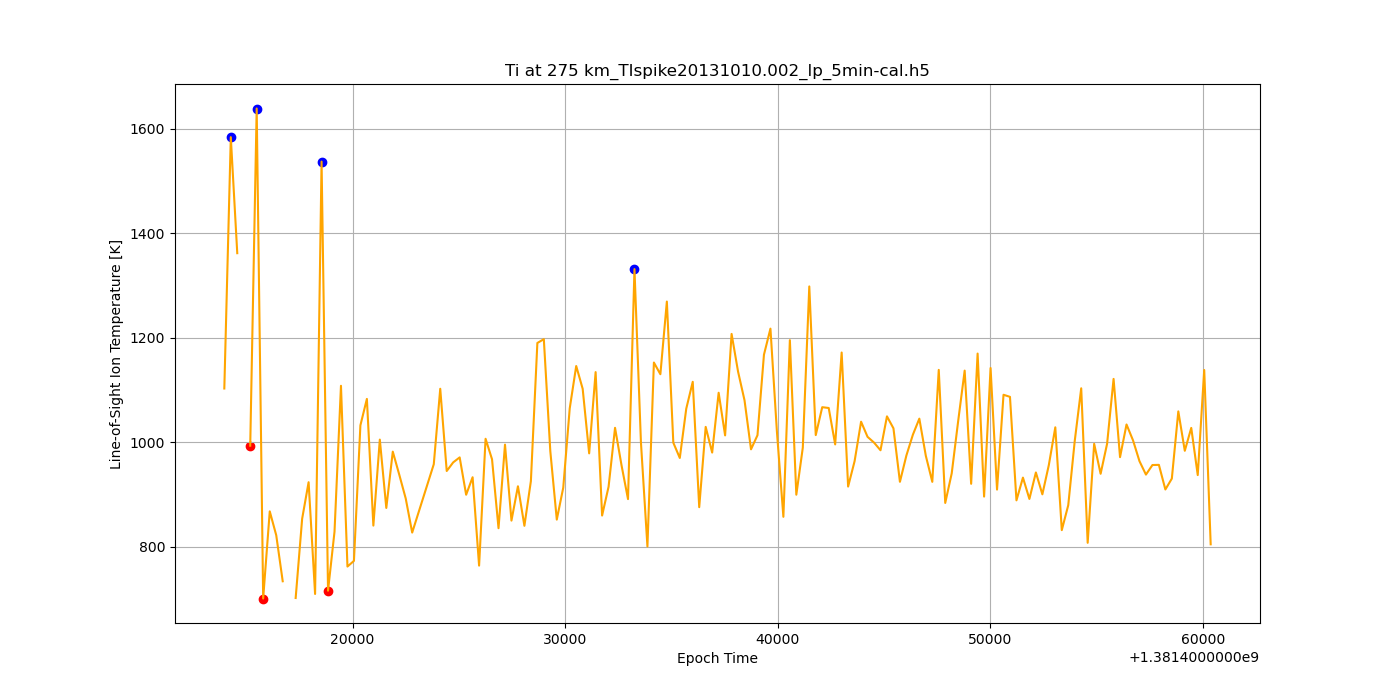 Ti at 275 km_TIspike20131010.002_lp_5min-cal.h5
Line-of-Sight Ion Temperature [K]
1600
1400
1200
1000
800
20000 30000 40000 50000 60000
Epoch Time
+1.3814000000e9